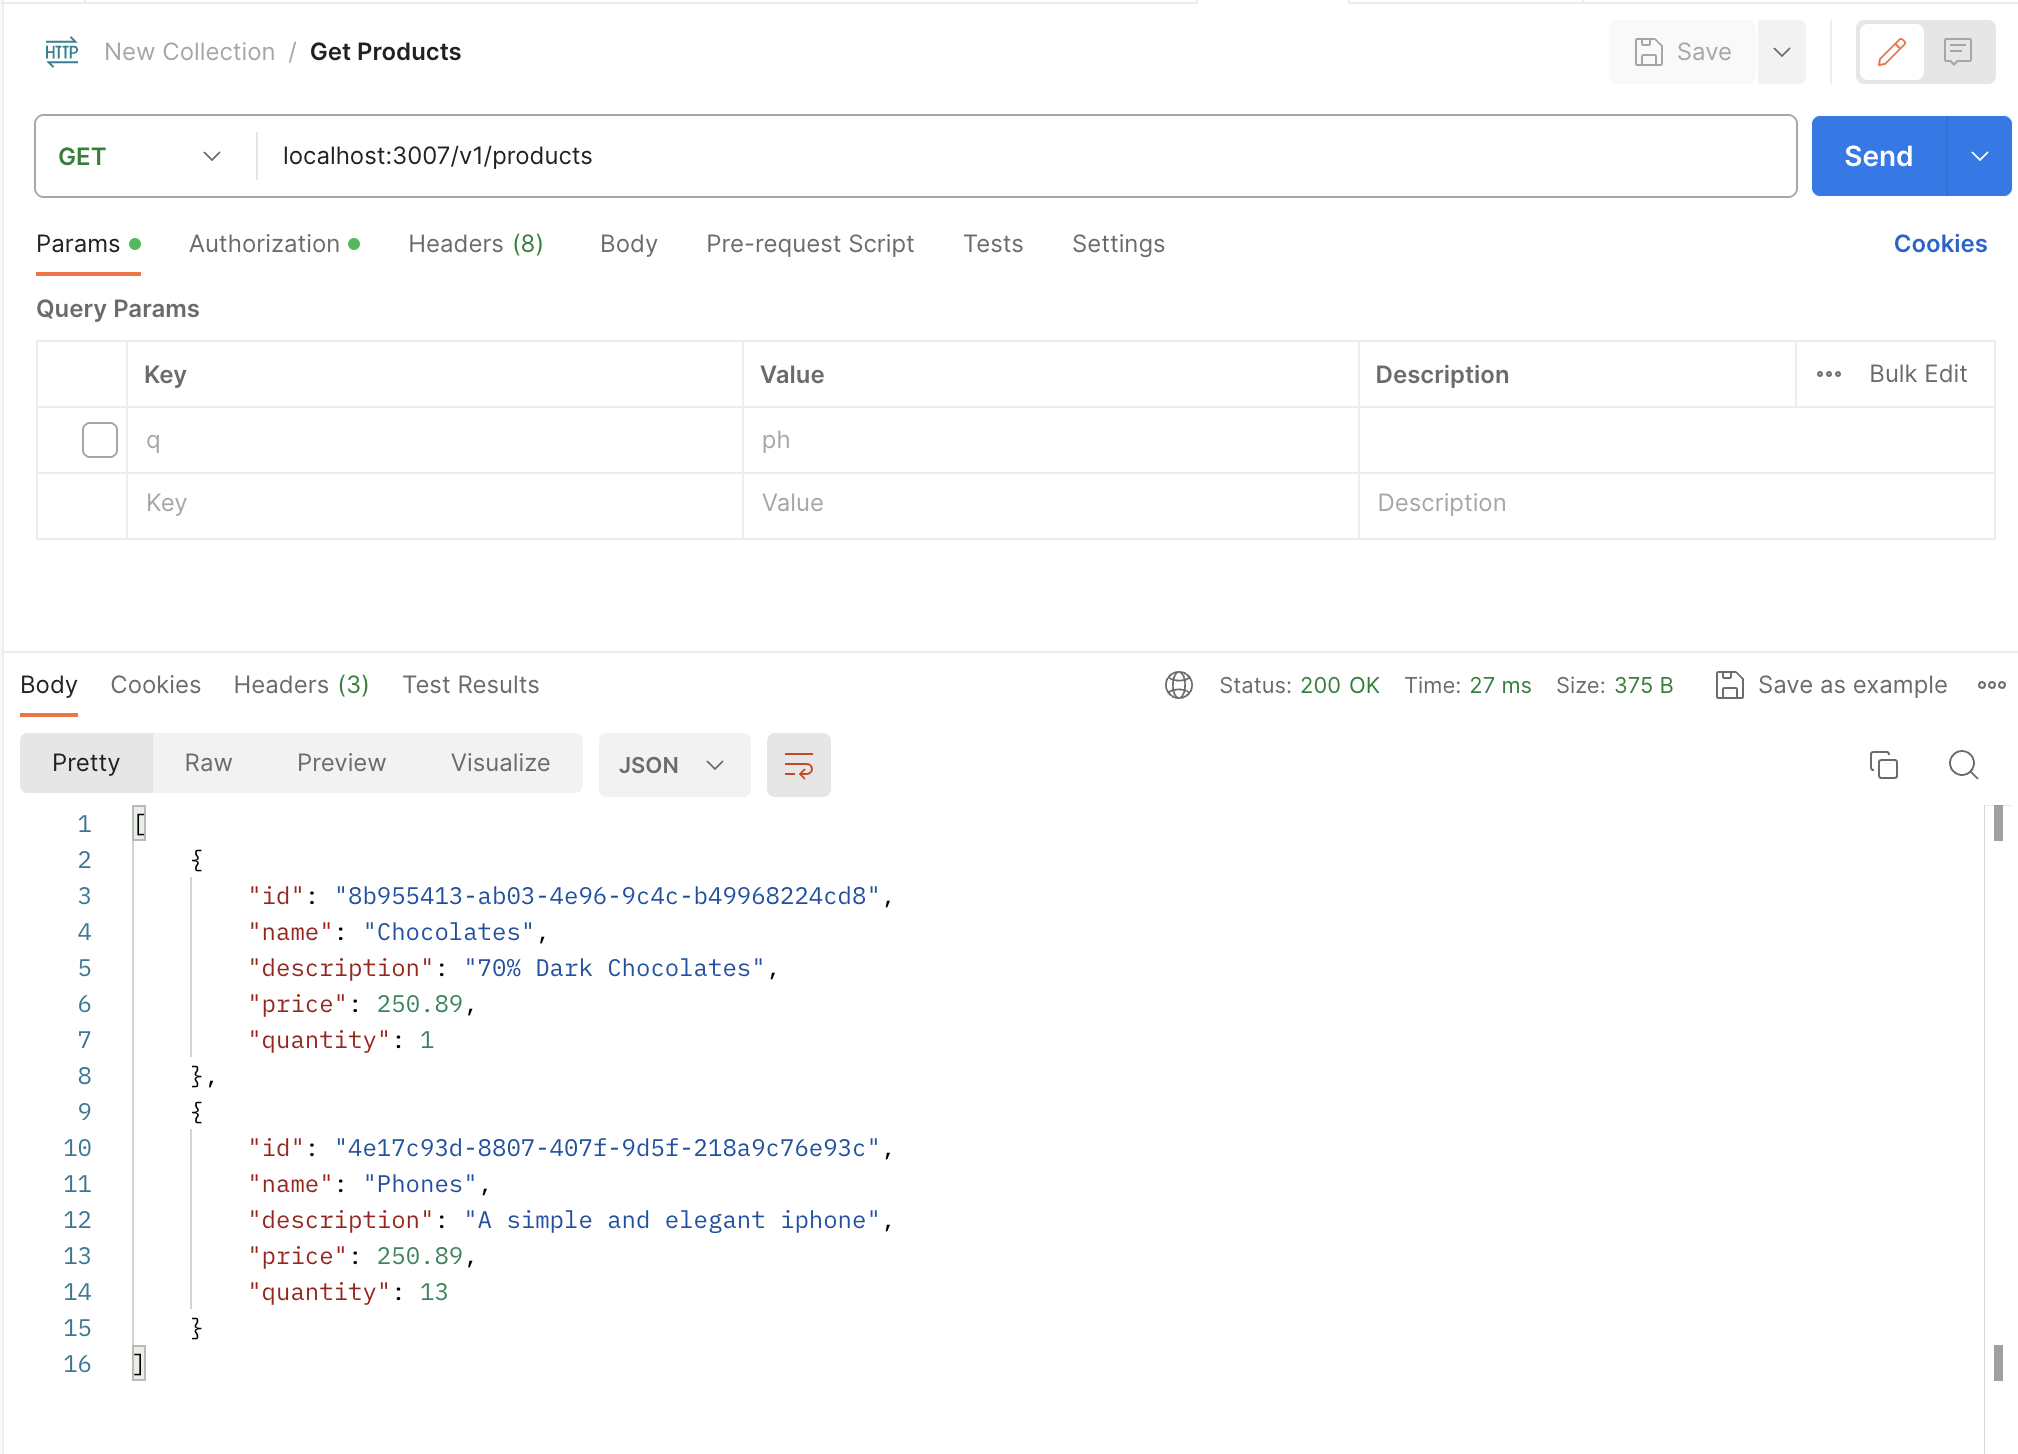 HTTP New Collection / Get Products Save
GET localhost:3007/v1/products Send
Params Authorization Headers (8) Body Pre-request Script Tests Settings Cookies
Query Params
Key Value Description Bulk Edit
q ph
Key Value Description
Body Cookies Headers (3) Test Results Status: 200 OK Time: 27 ms Size: 375 B Save as example
Pretty Raw Preview Visualize JSON
1 [
2 {
3 "id": "8b955413-ab03-4e96-9c4c-b49968224cd8",
4 "name": "Chocolates",
5 "description": "70% Dark Chocolates",
6 "price": 250.89,
7 "quantity": 1
8 },
9 {
10 "id": "4e17c93d-8807-407f-9d5f-218a9c76e93c",
11 "name": "Phones",
12 "description": "A simple and elegant iphone",
13 "price": 250.89,
14 "quantity": 13
15 }
16 ]